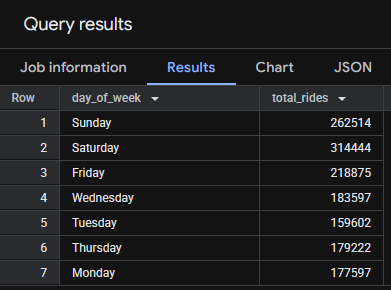 Query results
Job information Results Chart JSON
Row day_of_week total_rides
1 Sunday 262514
2 Saturday 314444
3 Friday 218875
4 Wednesday 183597
5 Tuesday 159602
6 Thursday 179222
7 Monday 177597